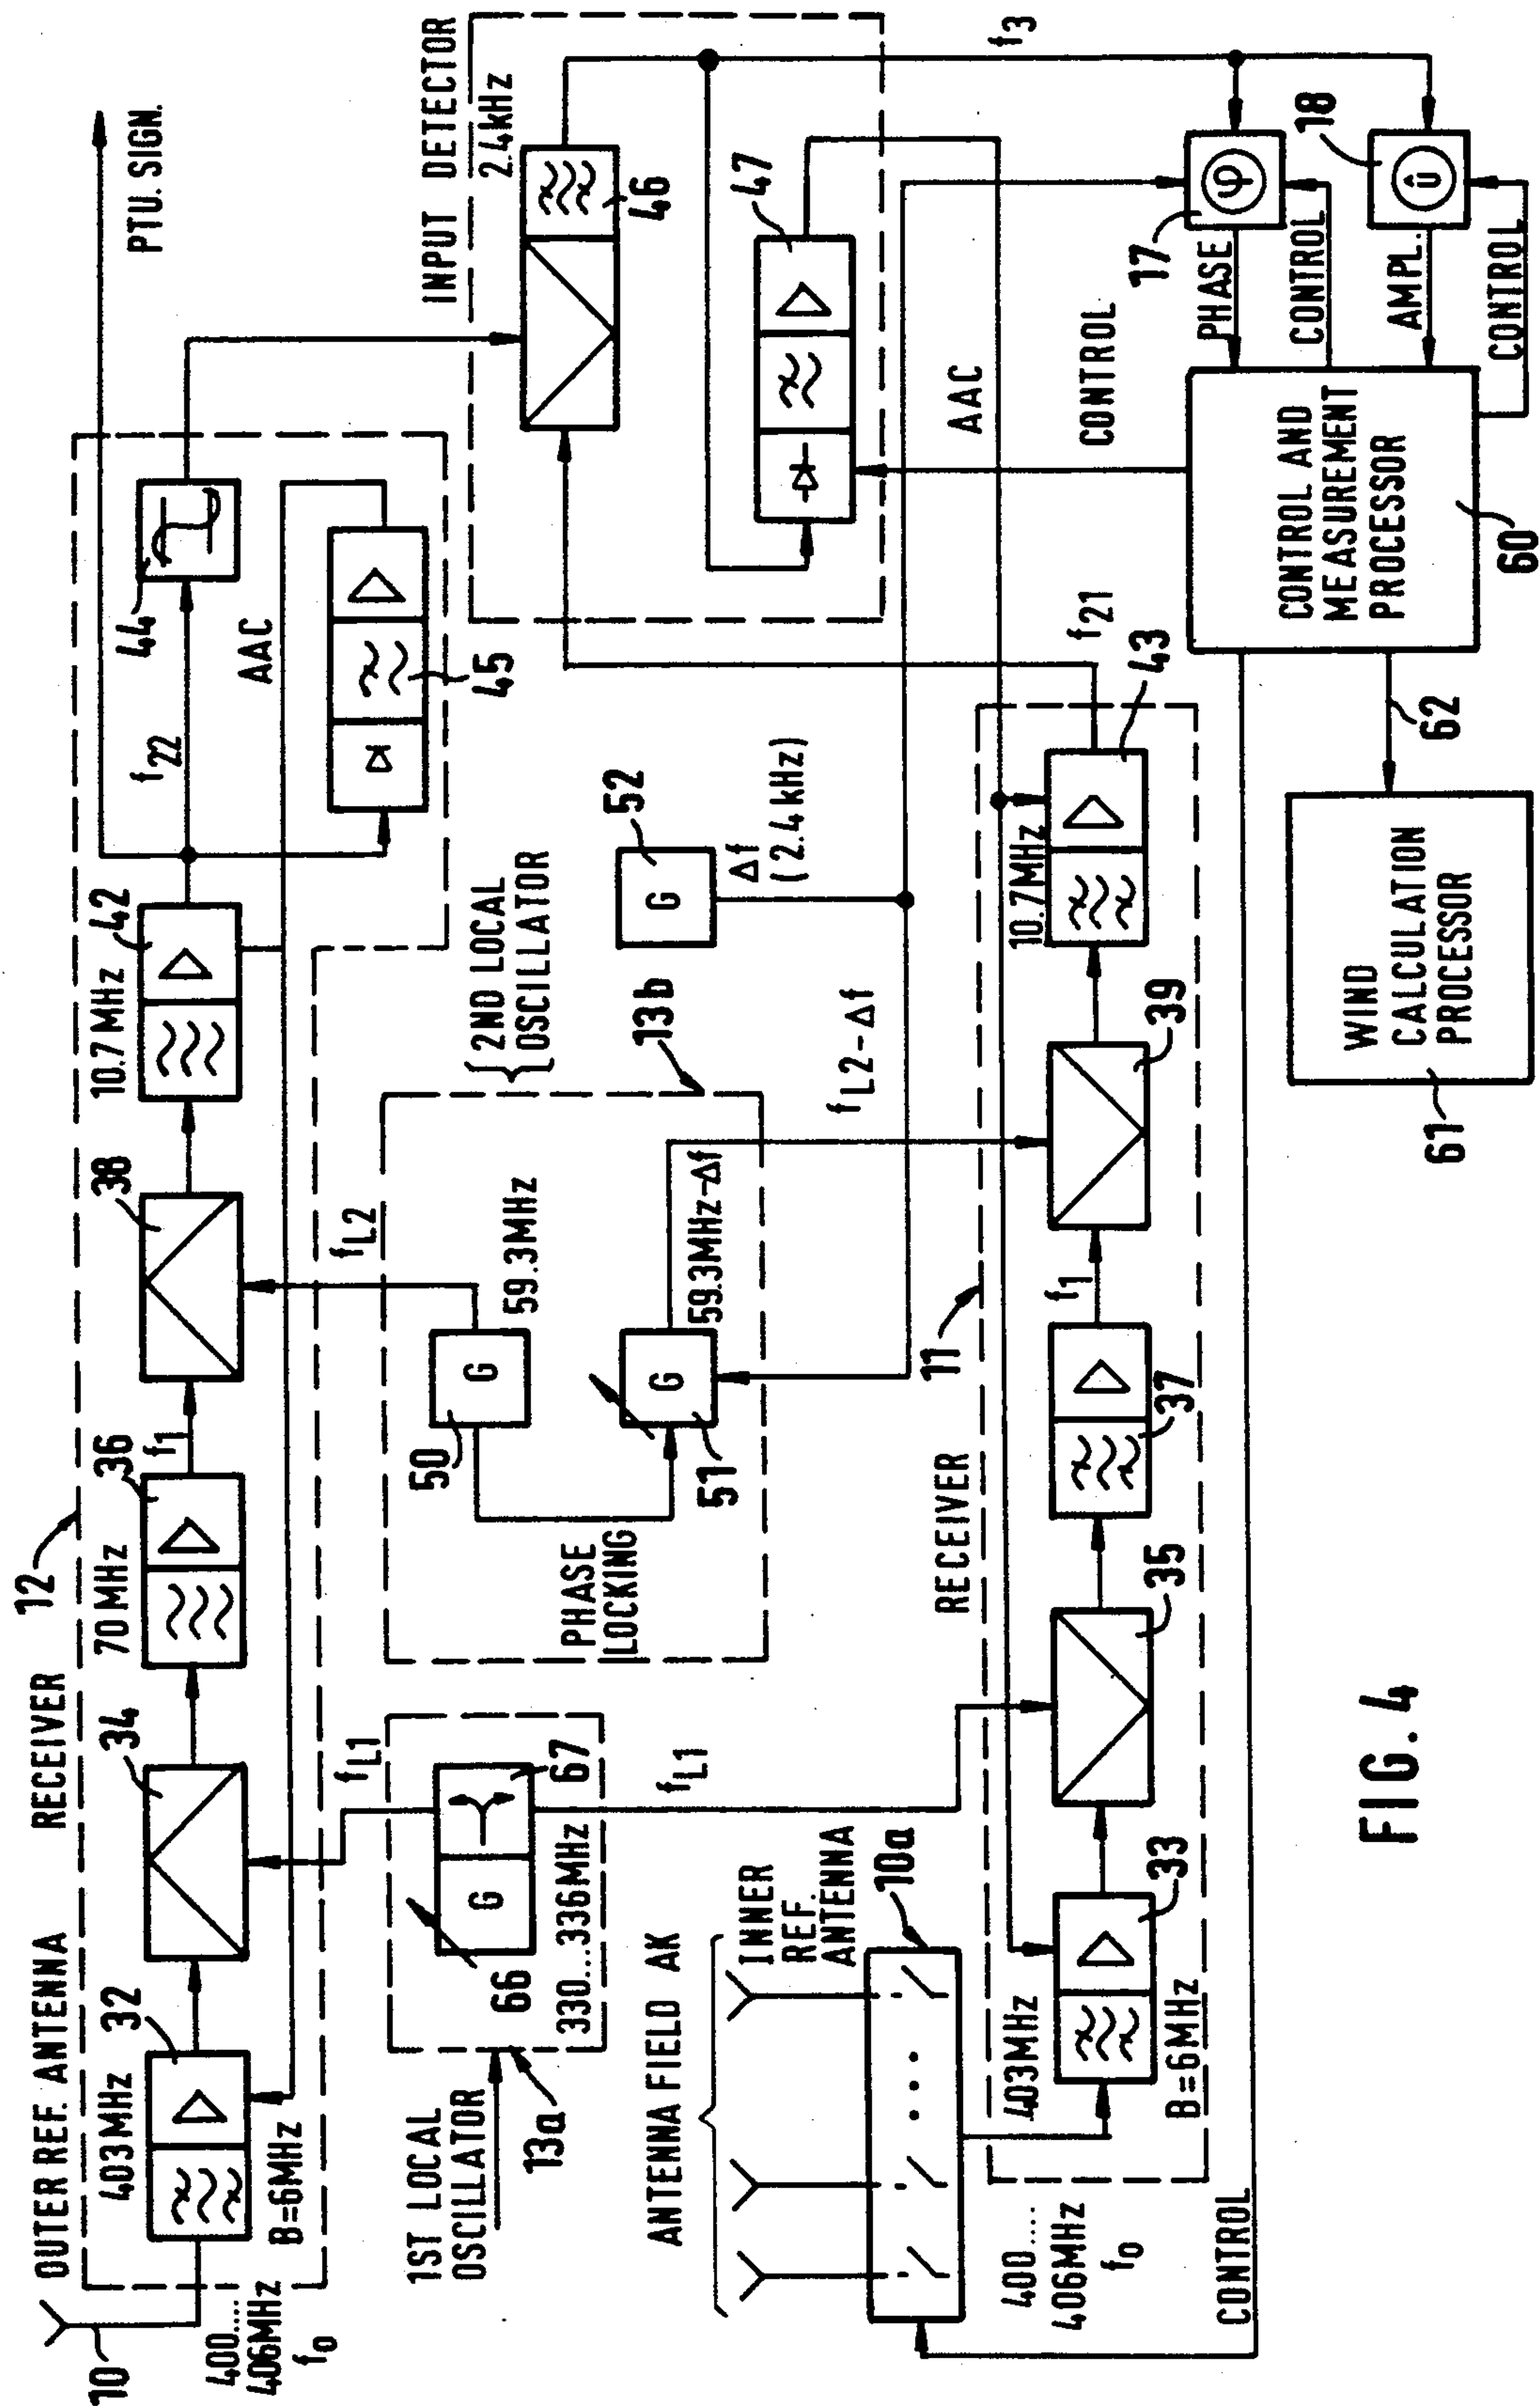 OUTER REF. ANTENNA
RECEIVER
12
10
400.....
406MHz
f0
403MHz
32
B=6MHz
34
70MHz
36
f1
38
10.7MHz
42
f22
44
AAC
45
PTU. SIGN.
1ST LOCAL
OSCILLATOR
13a
66
G
67
330...336MHz
fL1
fL1
PHASE
LOCKING
50
G
59.3MHz
fL2
51
G
59.3MHz-Δf
2ND LOCAL
OSCILLATOR
13b
52
G
Δf
(2.4kHz)
fL2-Δf
INPUT DETECTOR
2.4kHz
46
47
f3
AAC
CONTROL
ANTENNA FIELD AK
INNER
REF.
ANTENNA
10a
400.....
406MHz
f0
RECEIVER
11
403MHz
33
B=6MHz
35
37
f1
39
10.7MHz
43
f21
CONTROL
WIND
CALCULATION
PROCESSOR
61
62
CONTROL AND
MEASUREMENT
PROCESSOR
60
PHASE
CONTROL
AMPL.
CONTROL
17
φ
18
û
FIG. 4